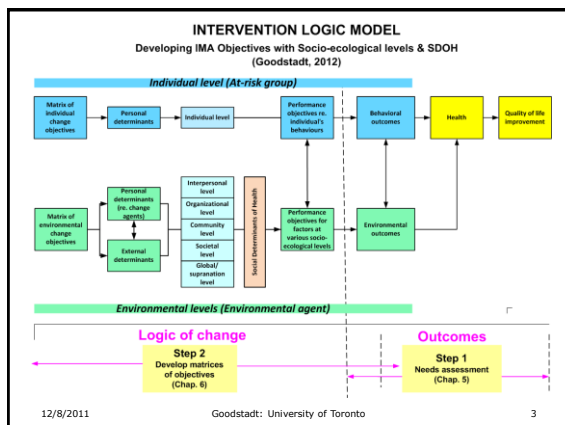 INTERVENTION LOGIC MODEL
Developing IMA Objectives with Socio-ecological levels & SDOH
(Goodstadt, 2012)
Individual level (At-risk group)
Matrix of
individual
change
objectives
Personal
determinants
Individual level
Performance
objectives re.
individual's
behaviours
Behavioral
outcomes
Health
Quality of life
improvement
Matrix of
environmental
change
objectives
Personal
determinants
(re. change
agents)
External
determinants
Interpersonal
level
Organizational
level
Community
level
Societal
level
Global/
supranation
level
Social Determinants of Health
Performance
objectives for
factors at
various socio-
ecological levels
Environmental
outcomes
Environmental levels (Environmental agent)
Logic of change
Outcomes
Step 2
Develop matrices
of objectives
(Chap. 6)
Step 1
Needs assessment
(Chap. 5)
12/8/2011
Goodstadt: University of Toronto
3